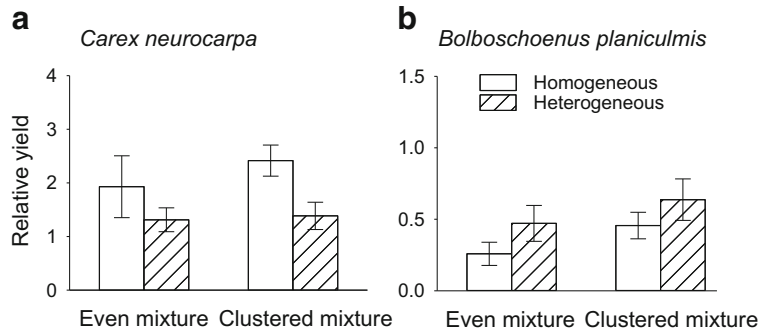 a
Carex neurocarpa
Relative yield
4
3
2
1
0
Even mixture
Clustered mixture
b
Bolboschoenus planiculmis
1.5
1.0
0.5
0.0
Homogeneous
Heterogeneous
Even mixture
Clustered mixture